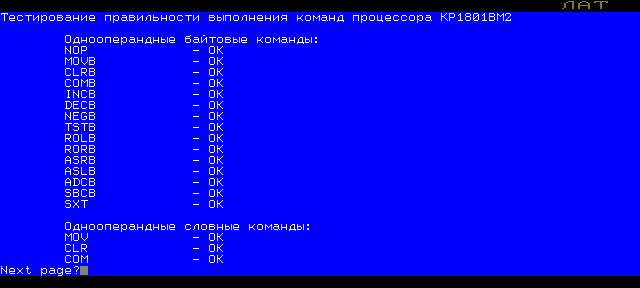 ЛАТ
Тестирование правильности выполнения команд процессора КР1801ВМ2
Однооперандные байтовые команды:
NOP - OK
MOVB - OK
CLRB - OK
COMB - OK
INCB - OK
DECB - OK
NEGB - OK
TSTB - OK
ROLB - OK
RORB - OK
ASRB - OK
ASLB - OK
ADCB - OK
SBCB - OK
SXT - OK
Однооперандные словные команды:
MOV - OK
CLR - OK
COM - OK
Next page?